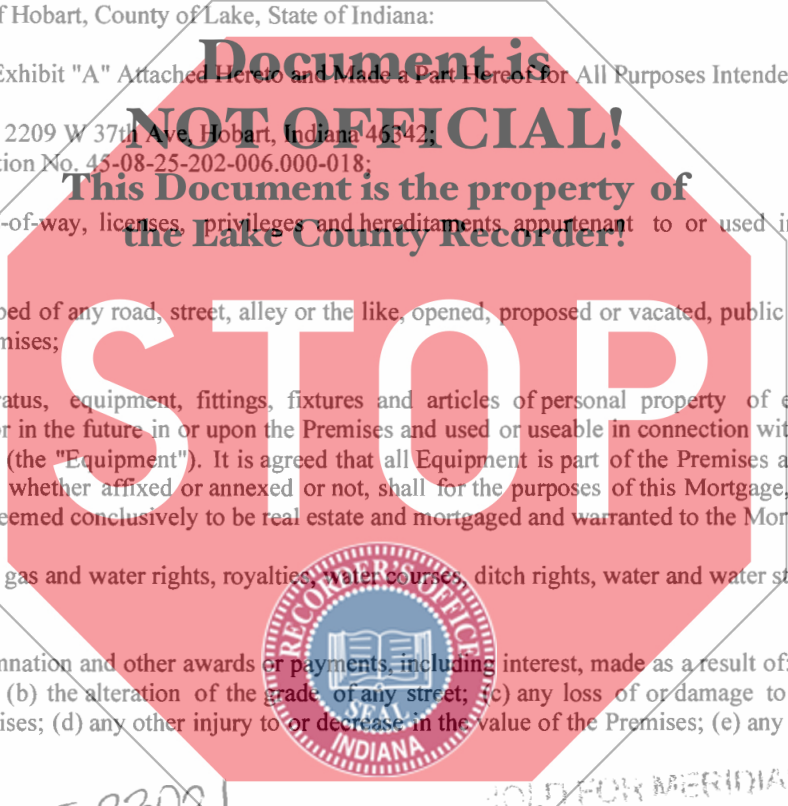 of Hobart, County of Lake, State of Indiana:
Document is
Exhibit "A" Attached Hereto and Made a Part Hereof for All Purposes Intende
NOT OFFICIAL!
2209 W 37th Ave, Hobart, Indiana 46342;
tion No. 45-08-25-202-006.000-018;
This Document is the property of
-of-way, licenses, privileges and hereditaments appurtenant to or used i
the Lake County Recorder!
bed of any road, street, alley or the like, opened, proposed or vacated, public
mises;
STOP
ratus, equipment, fittings, fixtures and articles of personal property of e
or in the future in or upon the Premises and used or useable in connection wit
(the "Equipment"). It is agreed that all Equipment is part of the Premises a
whether affixed or annexed or not, shall for the purposes of this Mortgage,
eemed conclusively to be real estate and mortgaged and warranted to the Mor
gas and water rights, royalties, water courses, ditch rights, water and water st
RECORDER'S OFFICE
SEAL
INDIANA
mnation and other awards or payments, including interest, made as a result of:
(b) the alteration of the grade of any street; (c) any loss of or damage to
ises; (d) any other injury to or decrease in the value of the Premises; (e) any
HOLD FOR MERIDIA